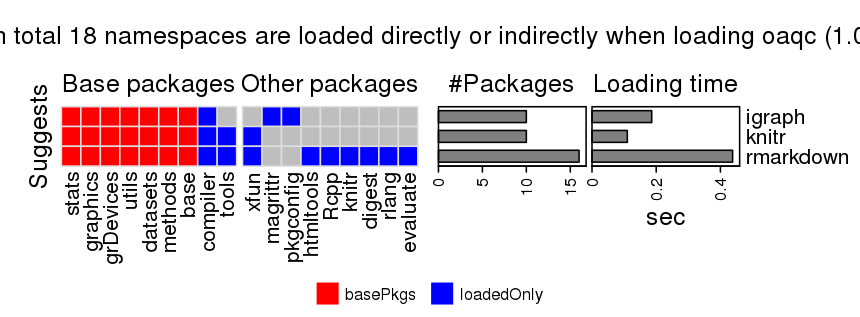 n total 18 namespaces are loaded directly or indirectly when loading oaqc (1.0
Base packages Other packages #Packages Loading time
Suggests
igraph
knitr
rmarkdown
0 5 10 15 0 0.2 0.4
sec
stats graphics grDevices utils datasets methods base compiler tools xfun magrittr pkgconfig htmltools Rcpp knitr digest rlang evaluate
basePkgs loadedOnly